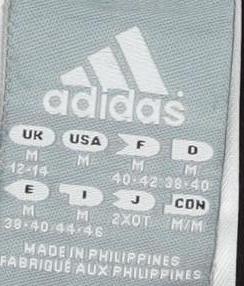 adidas
UK USA F D
M M M M
12-14 40-42 38-40
E I J CON
M 2XOT M/M
38-40 44-46
MADE IN PHILIPPINES
FABRIQUÉ AUX PHILIPPINES